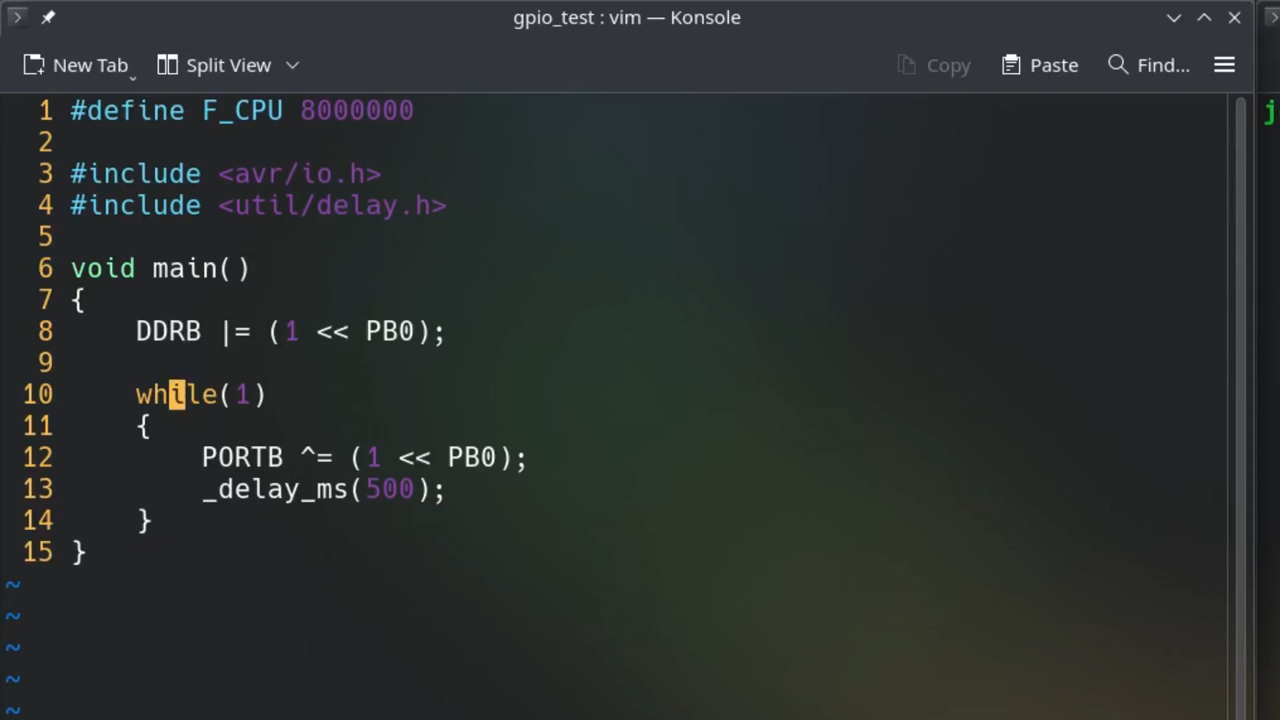 gpio_test : vim — Konsole
New Tab Split View Copy Paste Find...
1 #define F_CPU 8000000
2
3 #include <avr/io.h>
4 #include <util/delay.h>
5
6 void main()
7 {
8     DDRB |= (1 << PB0);
9
10     while(1)
11     {
12         PORTB ^= (1 << PB0);
13         _delay_ms(500);
14     }
15 }
~
~
~
~
~
j